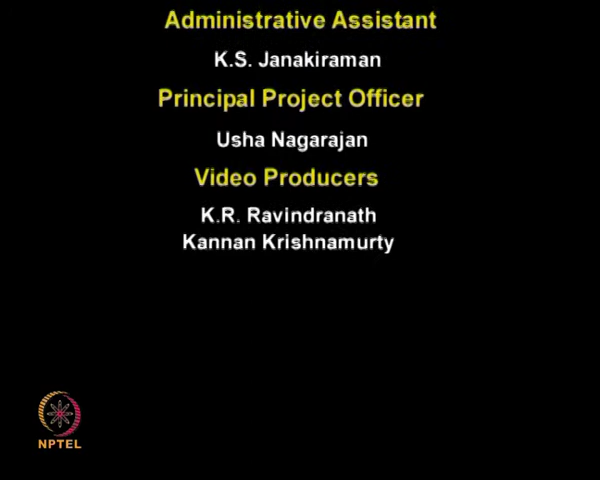 Administrative Assistant
K.S. Janakiraman
Principal Project Officer
Usha Nagarajan
Video Producers
K.R. Ravindranath
Kannan Krishnamurty
NPTEL